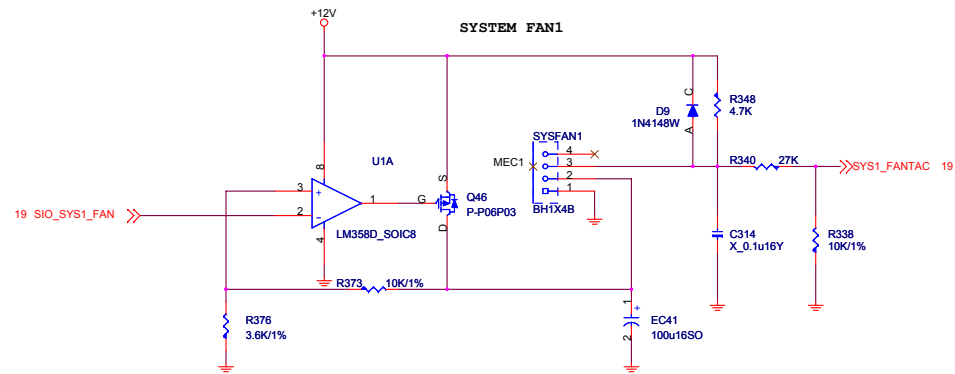 +12V
SYSTEM FAN1
R348
4.7K
D9
1N4148W
C
A
SYSFAN1
MEC1
4
3
2
1
BH1X4B
R340
27K
SYS1_FANTAC 19
U1A
8
3
+
2
-
1
4
LM358D_SOIC8
S
G
D
Q46
P-P06P03
19 SIO_SYS1_FAN
C314
X_0.1u16Y
R338
10K/1%
R373
10K/1%
R376
3.6K/1%
1
+
2
EC41
100u16SO